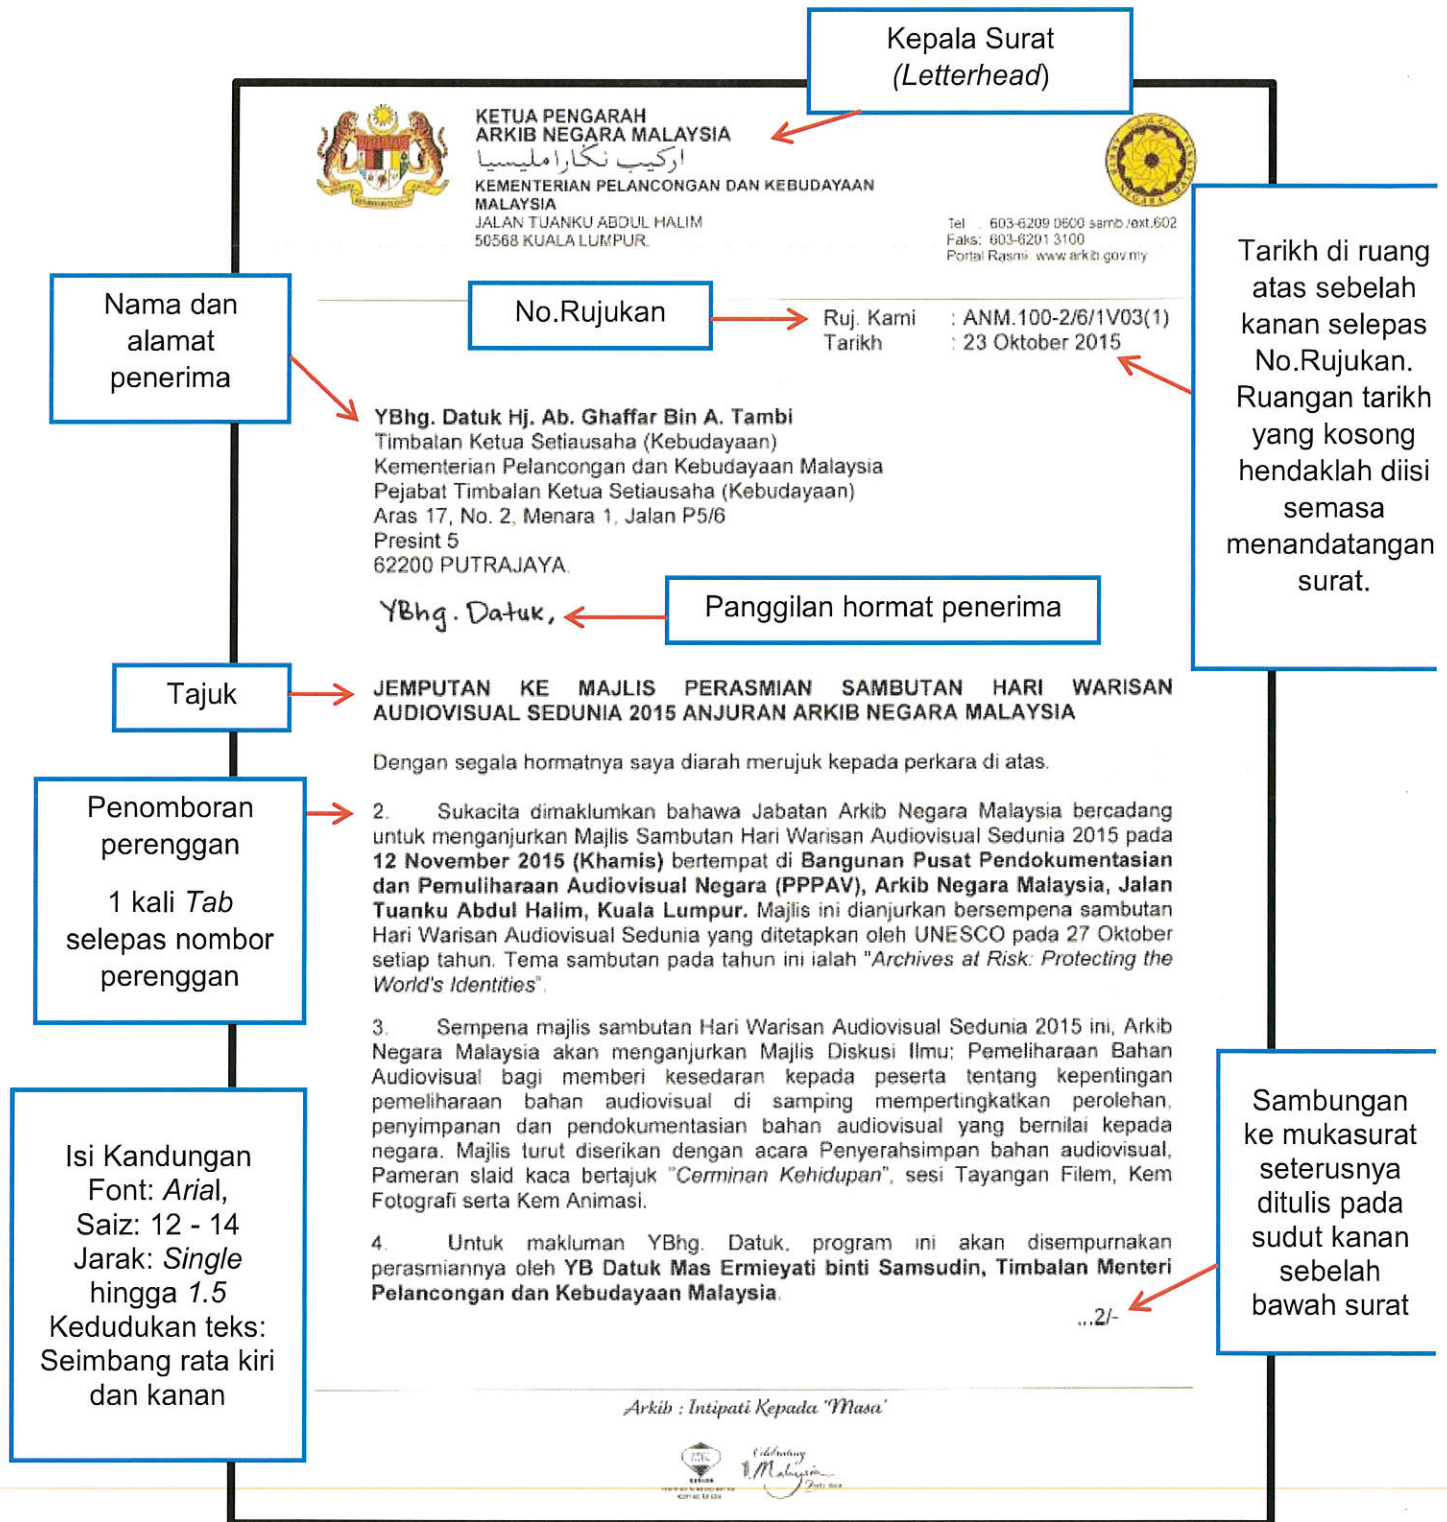 Kepala Surat
(Letterhead)
KETUA PENGARAH
ARKIB NEGARA MALAYSIA
ارکيب نݢارا مليسيا
KEMENTERIAN PELANCONGAN DAN KEBUDAYAAN
MALAYSIA
JALAN TUANKU ABDUL HALIM
50568 KUALA LUMPUR.
Tel : 603-6209 0600 samb./ext.602
Faks: 603-6201 3100
Portal Rasmi: www.arkib.gov.my
Nama dan
alamat
penerima
No.Rujukan
Ruj. Kami : ANM.100-2/6/1V03(1)
Tarikh : 23 Oktober 2015
Tarikh di ruang
atas sebelah
kanan selepas
No.Rujukan.
Ruangan tarikh
yang kosong
hendaklah diisi
semasa
menandatangan
surat.
YBhg. Datuk Hj. Ab. Ghaffar Bin A. Tambi
Timbalan Ketua Setiausaha (Kebudayaan)
Kementerian Pelancongan dan Kebudayaan Malaysia
Pejabat Timbalan Ketua Setiausaha (Kebudayaan)
Aras 17, No. 2, Menara 1, Jalan P5/6
Presint 5
62200 PUTRAJAYA.
YBhg. Datuk,
Panggilan hormat penerima
Tajuk
JEMPUTAN KE MAJLIS PERASMIAN SAMBUTAN HARI WARISAN
AUDIOVISUAL SEDUNIA 2015 ANJURAN ARKIB NEGARA MALAYSIA
Dengan segala hormatnya saya diarah merujuk kepada perkara di atas.
Penomboran
perenggan
1 kali Tab
selepas nombor
perenggan
2. Sukacita dimaklumkan bahawa Jabatan Arkib Negara Malaysia bercadang
untuk menganjurkan Majlis Sambutan Hari Warisan Audiovisual Sedunia 2015 pada
12 November 2015 (Khamis) bertempat di Bangunan Pusat Pendokumentasian
dan Pemuliharaan Audiovisual Negara (PPPAV), Arkib Negara Malaysia, Jalan
Tuanku Abdul Halim, Kuala Lumpur. Majlis ini dianjurkan bersempena sambutan
Hari Warisan Audiovisual Sedunia yang ditetapkan oleh UNESCO pada 27 Oktober
setiap tahun. Tema sambutan pada tahun ini ialah "Archives at Risk: Protecting the
World's Identities".
3. Sempena majlis sambutan Hari Warisan Audiovisual Sedunia 2015 ini, Arkib
Negara Malaysia akan menganjurkan Majlis Diskusi Ilmu: Pemeliharaan Bahan
Audiovisual bagi memberi kesedaran kepada peserta tentang kepentingan
pemeliharaan bahan audiovisual di samping mempertingkatkan perolehan,
penyimpanan dan pendokumentasian bahan audiovisual yang bernilai kepada
negara. Majlis turut diserikan dengan acara Penyerahsimpan bahan audiovisual,
Pameran slaid kaca bertajuk "Cerminan Kehidupan", sesi Tayangan Filem, Kem
Fotografi serta Kem Animasi.
Isi Kandungan
Font: Arial,
Saiz: 12 - 14
Jarak: Single
hingga 1.5
Kedudukan teks:
Seimbang rata kiri
dan kanan
Sambungan
ke mukasurat
seterusnya
ditulis pada
sudut kanan
sebelah
bawah surat
4. Untuk makluman YBhg. Datuk, program ini akan disempurnakan
perasmiannya oleh YB Datuk Mas Ermieyati binti Samsudin, Timbalan Menteri
Pelancongan dan Kebudayaan Malaysia.
...2/-
Arkib : Intipati Kepada 'Masa'
Celebrating
1Malaysia